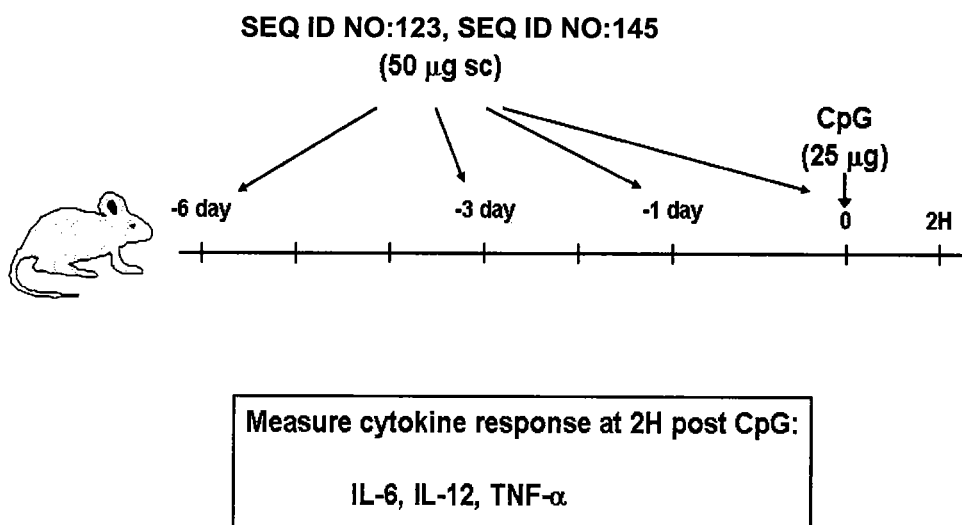 SEQ ID NO:123, SEQ ID NO:145
(50 µg sc)
CpG
(25 µg)
-6 day
-3 day
-1 day
0
2H
Measure cytokine response at 2H post CpG:
IL-6, IL-12, TNF-α